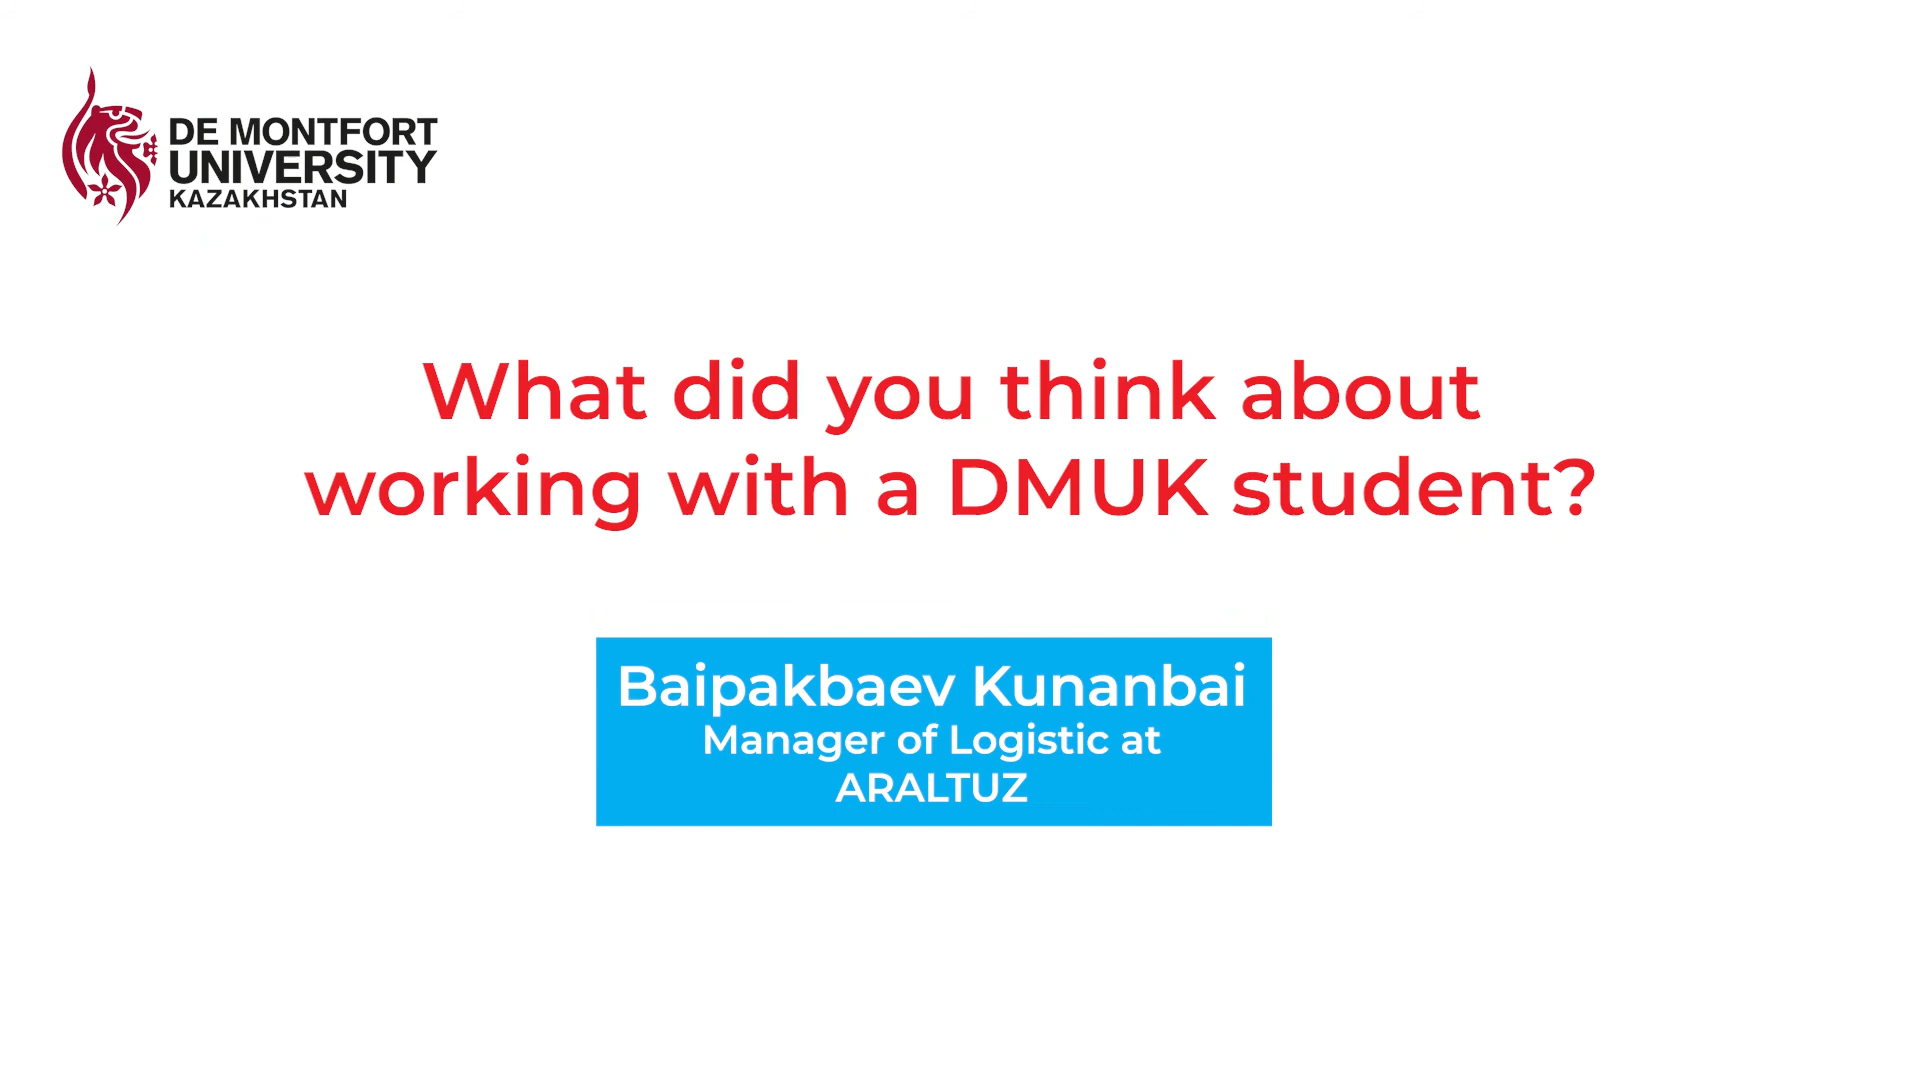 DE MONTFORT
UNIVERSITY
KAZAKHSTAN
What did you think about
working with a DMUK student?
Baipakbaev Kunanbai
Manager of Logistic at
ARALTUZ